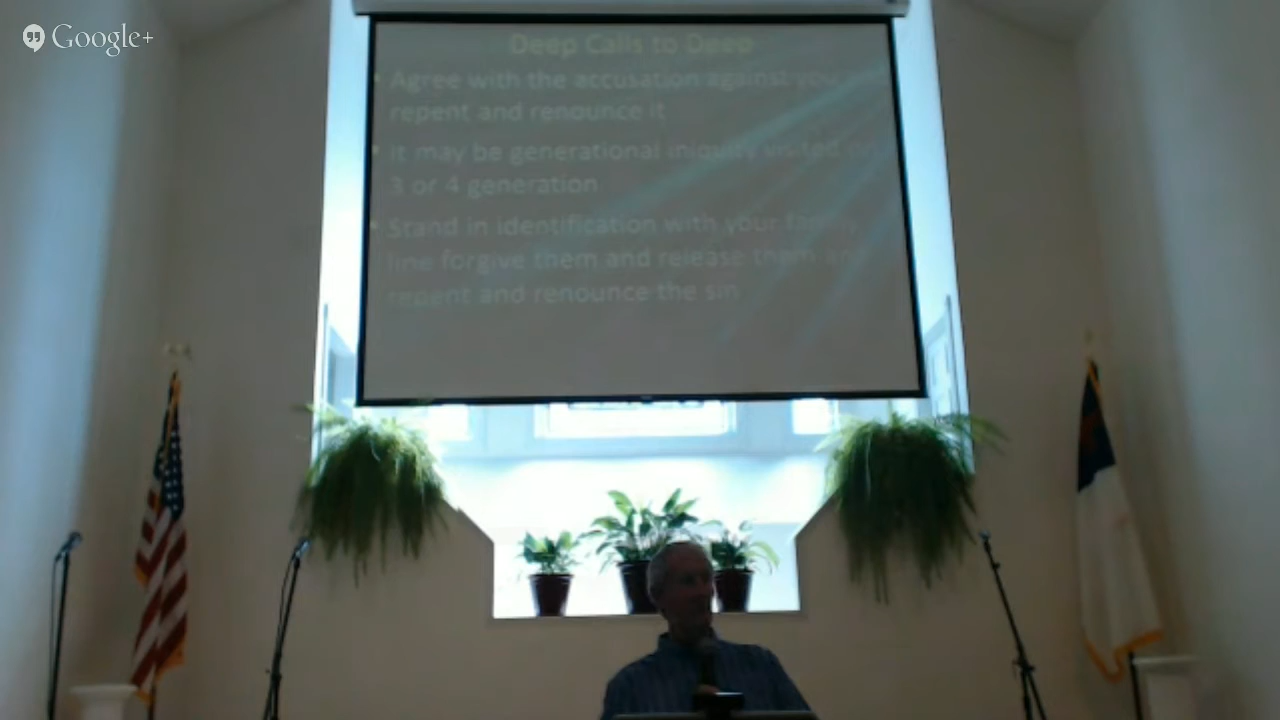 Google+
Deep Calls to Deep
• Agree with the accusation against you
repent and renounce it
• It may be generational iniquity visited
3 or 4 generation
• Stand in identification with your family
line forgive them and release them and
repent and renounce the sin